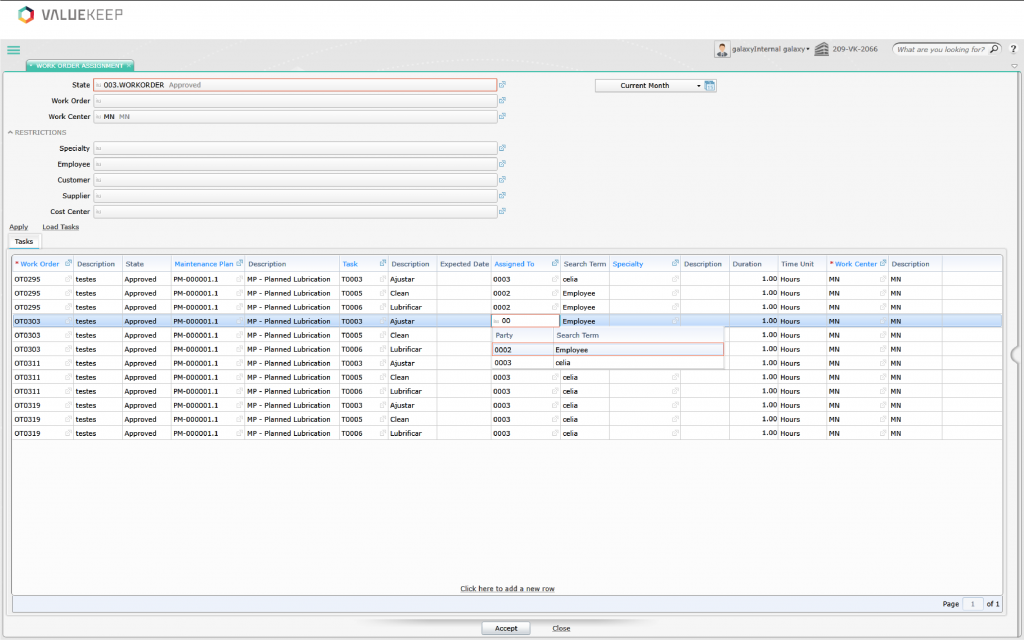 VALUEKEEP
galaxyInternal galaxy 209-VK-2066 What are you looking for? ?
WORK ORDER ASSIGNMENT
State 003.WORKORDER Approved Current Month
Work Order
Work Center MN MN
RESTRICTIONS
Specialty
Employee
Customer
Supplier
Cost Center
Apply Load Tasks
Tasks
* Work Order Description State Maintenance Plan Description Task Description Expected Date Assigned To Search Term Specialty Description Duration Time Unit * Work Center Description
OT0295 testes Approved PM-000001.1 MP - Planned Lubrication T0003 Ajustar 0003 celia 1.00 Hours MN MN
OT0295 testes Approved PM-000001.1 MP - Planned Lubrication T0005 Clean 0002 Employee 1.00 Hours MN MN
OT0295 testes Approved PM-000001.1 MP - Planned Lubrication T0006 Lubrificar 0002 Employee 1.00 Hours MN MN
OT0303 testes Approved PM-000001.1 MP - Planned Lubrication T0003 Ajustar 00 Employee 1.00 Hours MN MN
OT0303 testes Approved PM-000001.1 MP - Planned Lubrication T0005 Clean Party Search Term 1.00 Hours MN MN
OT0303 testes Approved PM-000001.1 MP - Planned Lubrication T0006 Lubrificar 0002 Employee 1.00 Hours MN MN
OT0311 testes Approved PM-000001.1 MP - Planned Lubrication T0003 Ajustar 0003 celia 1.00 Hours MN MN
OT0311 testes Approved PM-000001.1 MP - Planned Lubrication T0005 Clean 0003 celia 1.00 Hours MN MN
OT0311 testes Approved PM-000001.1 MP - Planned Lubrication T0006 Lubrificar 0003 celia 1.00 Hours MN MN
OT0319 testes Approved PM-000001.1 MP - Planned Lubrication T0003 Ajustar 0003 celia 1.00 Hours MN MN
OT0319 testes Approved PM-000001.1 MP - Planned Lubrication T0005 Clean 0003 celia 1.00 Hours MN MN
OT0319 testes Approved PM-000001.1 MP - Planned Lubrication T0006 Lubrificar 0003 celia 1.00 Hours MN MN
Click here to add a new row
Page 1 of 1
Accept Close